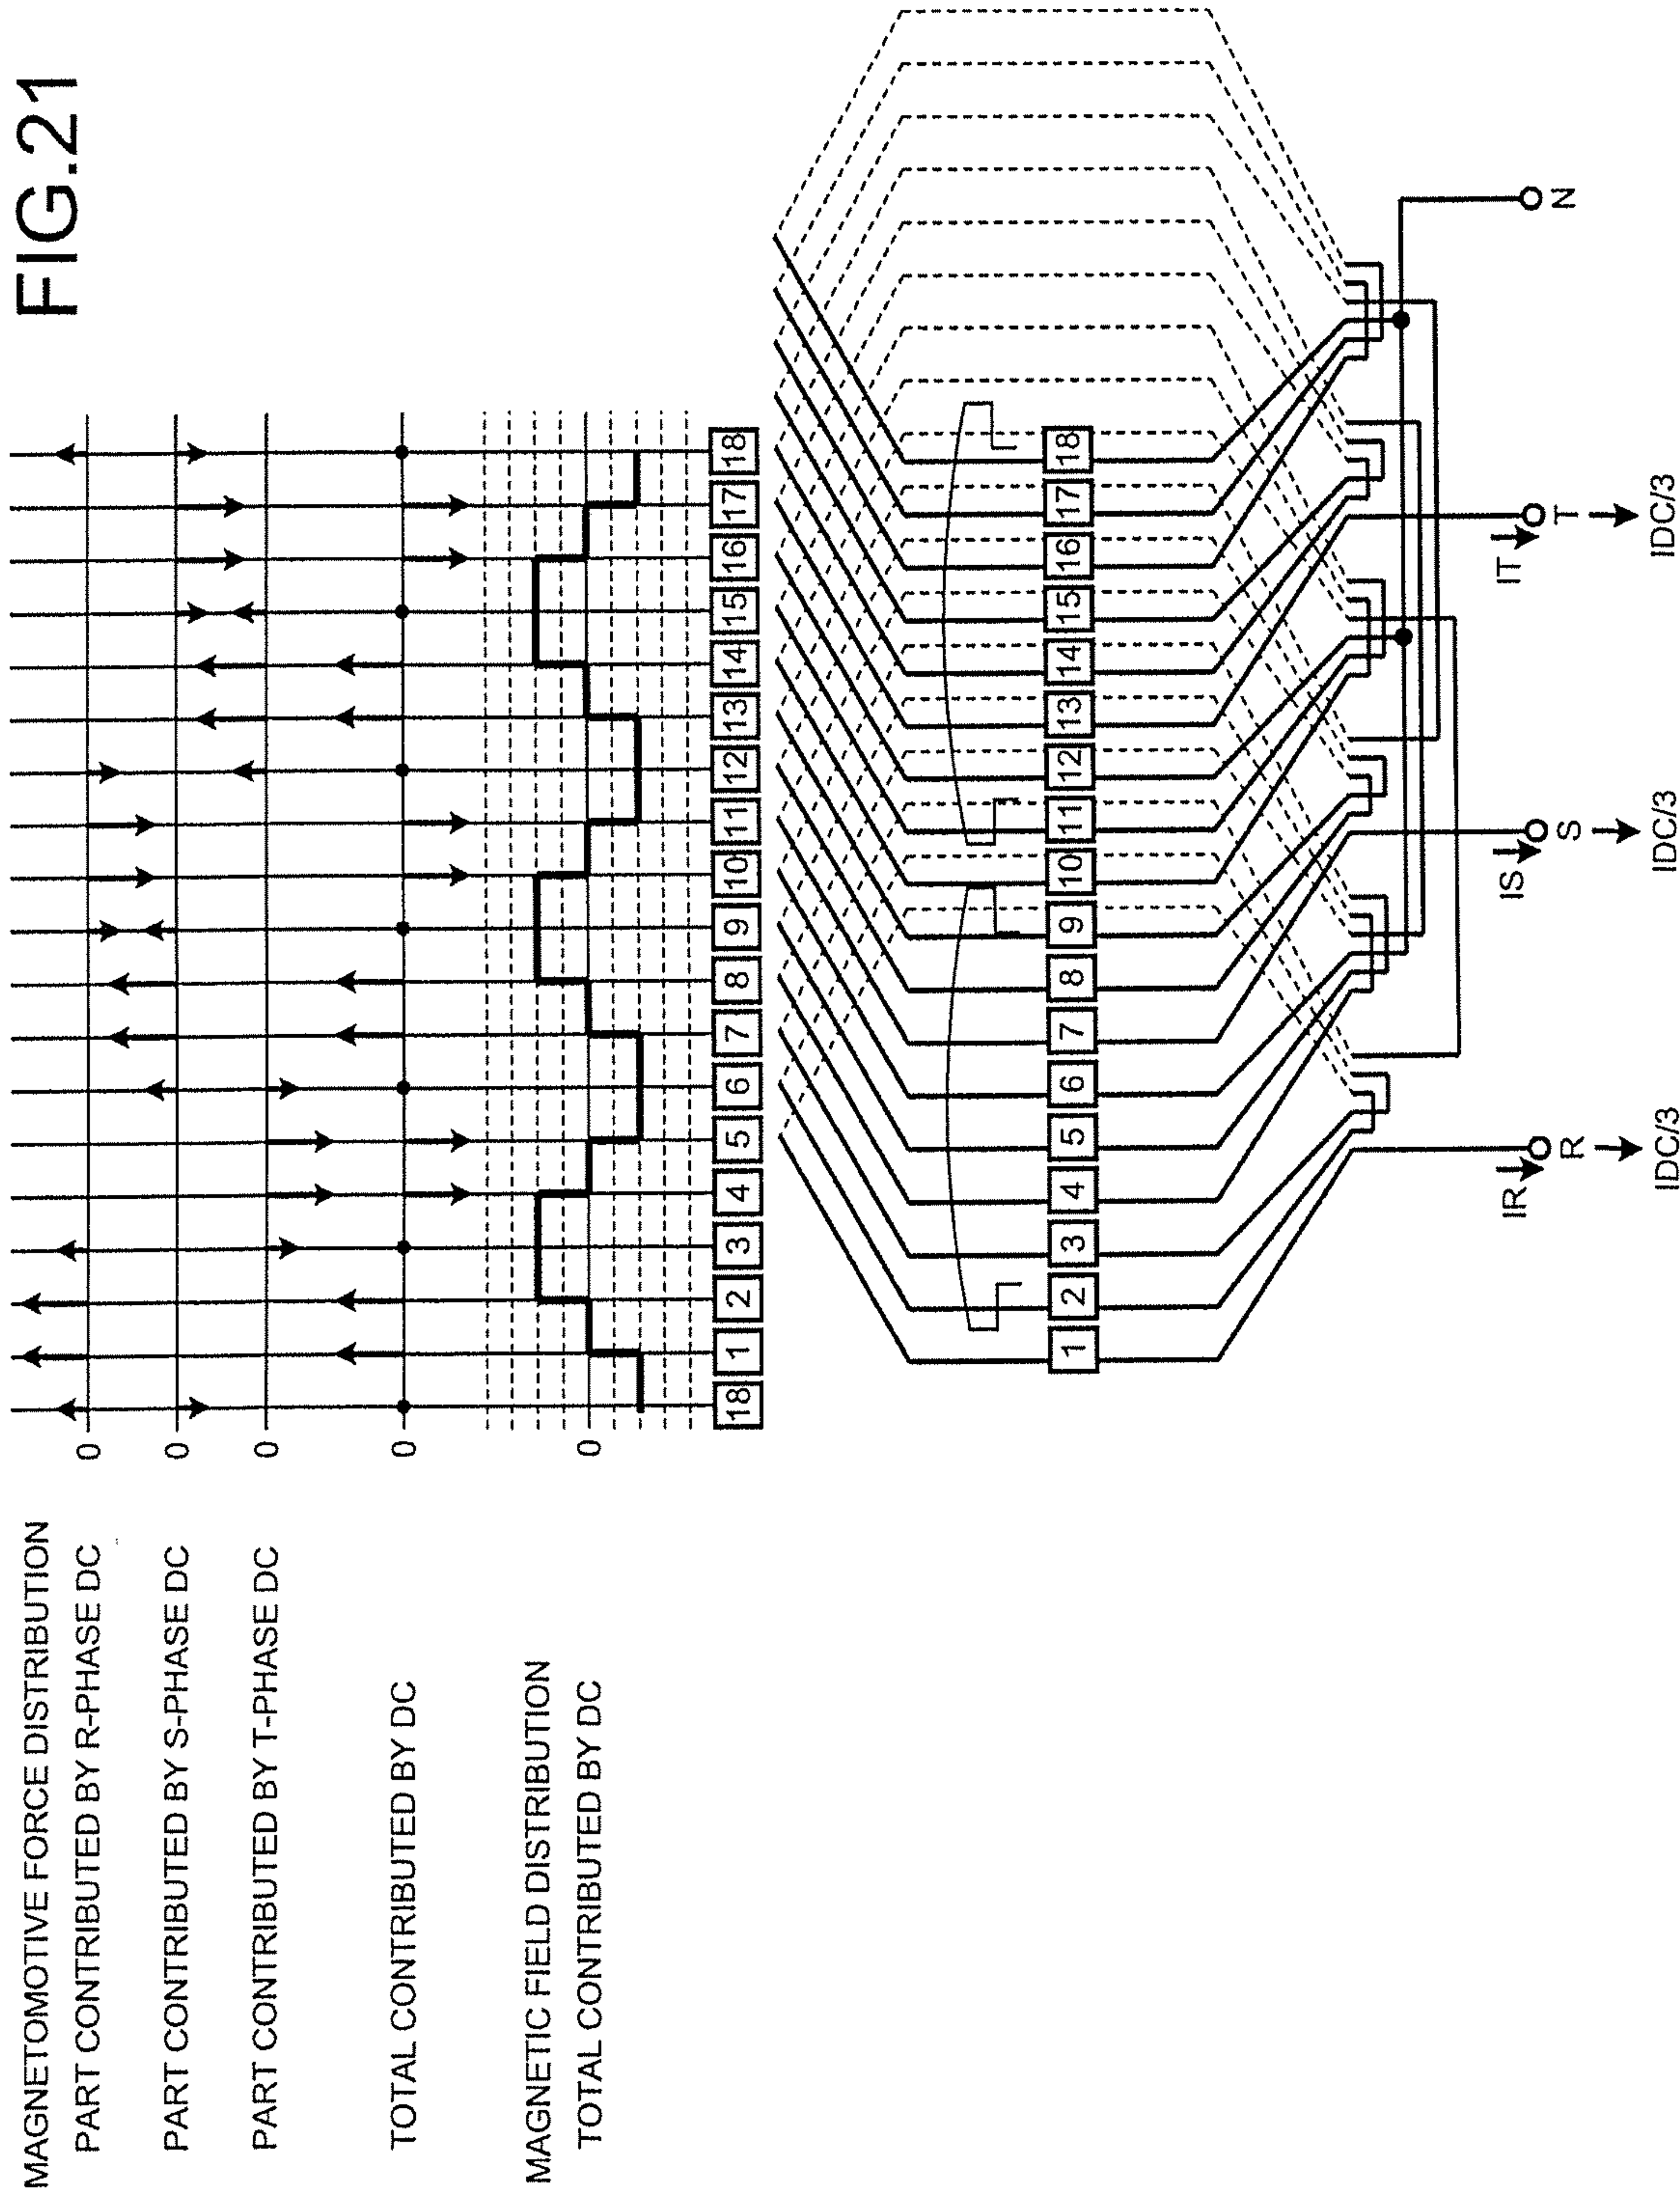 FIG.21
MAGNETOMOTIVE FORCE DISTRIBUTION
PART CONTRIBUTED BY R-PHASE DC 0
PART CONTRIBUTED BY S-PHASE DC 0
PART CONTRIBUTED BY T-PHASE DC 0
TOTAL CONTRIBUTED BY DC 0
MAGNETIC FIELD DISTRIBUTION
TOTAL CONTRIBUTED BY DC 0
18 1 2 3 4 5 6 7 8 9 10 11 12 13 14 15 16 17 18
1 2 3 4 5 6 7 8 9 10 11 12 13 14 15 16 17 18
IR IS IT
R S T N
IDC/3 IDC/3 IDC/3